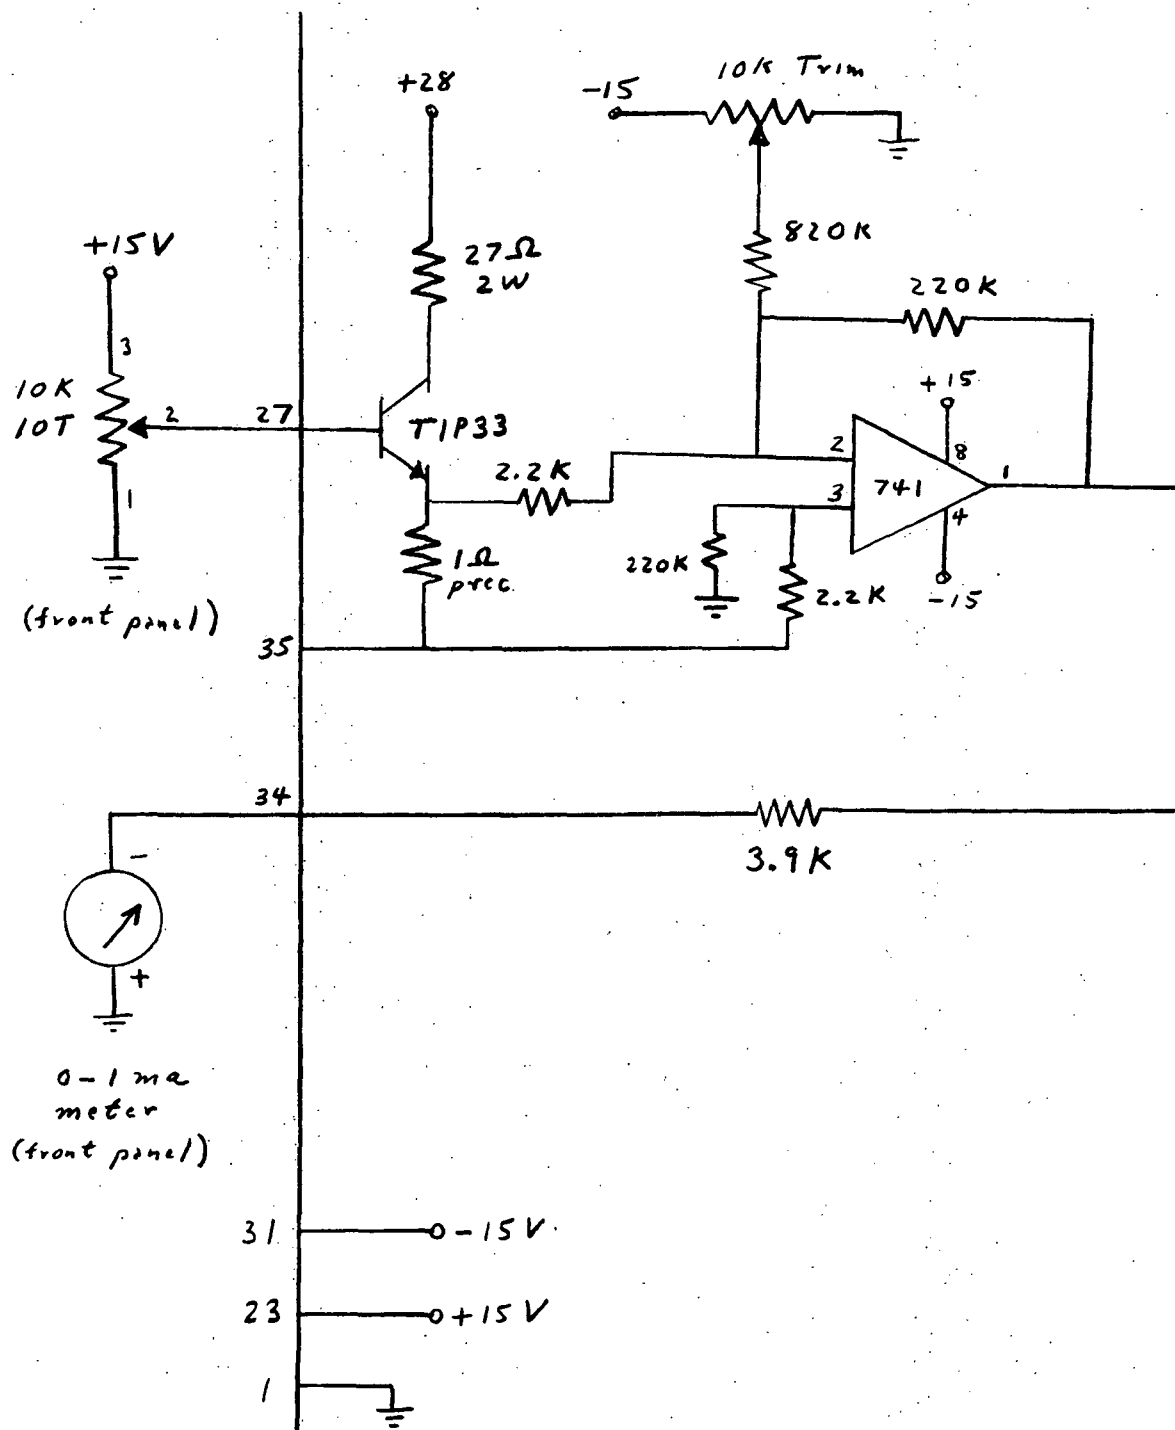 +28
-15
10K Trim
820K
27Ω
2W
220K
+15V
3
10K
10T
2
27
TIP33
1
(front panel)
2.2K
+15
8
2
3
741
1
4
-15
220K
2.2K
1Ω
prec.
35
34
3.9K
-
+
0-1 ma
meter
(front panel)
31
-15V
23
+15V
1